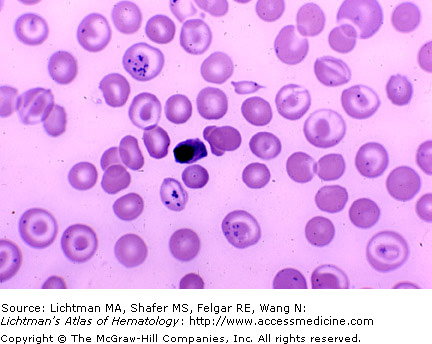 Source: Lichtman MA, Shafer MS, Felgar RE, Wang N:
Lichtman's Atlas of Hematology: http://www.accessmedicine.com
Copyright © The McGraw-Hill Companies, Inc. All rights reserved.